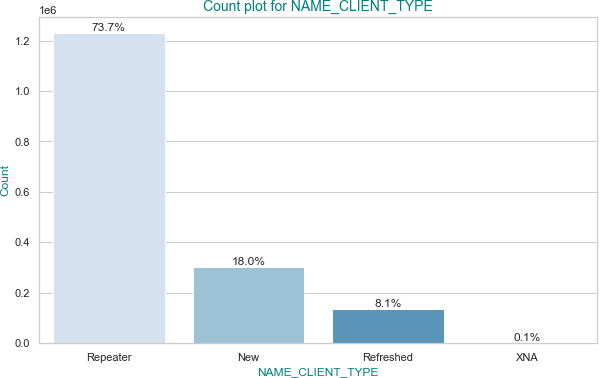 Count plot for NAME_CLIENT_TYPE
1e6
73.7%
1.2
1.0
0.8
0.6
0.4
0.2
0.0
18.0%
8.1%
0.1%
Count
Repeater New Refreshed XNA
NAME_CLIENT_TYPE